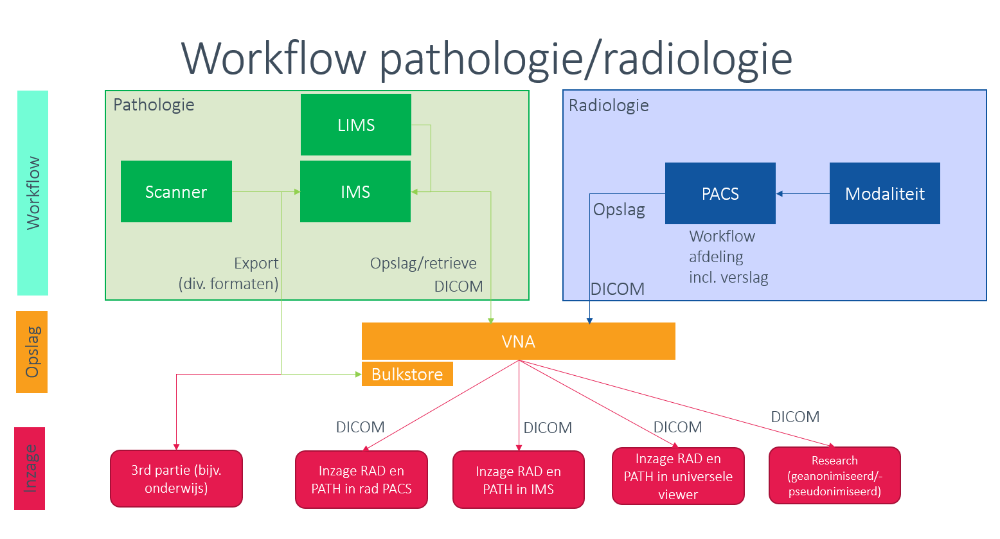 Workflow pathologie/radiologie
Workflow
Pathologie
LIMS
Scanner
IMS
Export
(div. formaten)
Opslag/retrieve
DICOM
Radiologie
PACS
Modaliteit
Opslag
Workflow
afdeling
incl. verslag
DICOM
Opslag
VNA
Bulkstore
DICOM
DICOM
DICOM
DICOM
Inzage
3rd partie (bijv.
onderwijs)
Inzage RAD en
PATH in rad PACS
Inzage RAD en
PATH in IMS
Inzage RAD en
PATH in universele
viewer
Research
(geanonimiseerd/-
pseudonimiseerd)